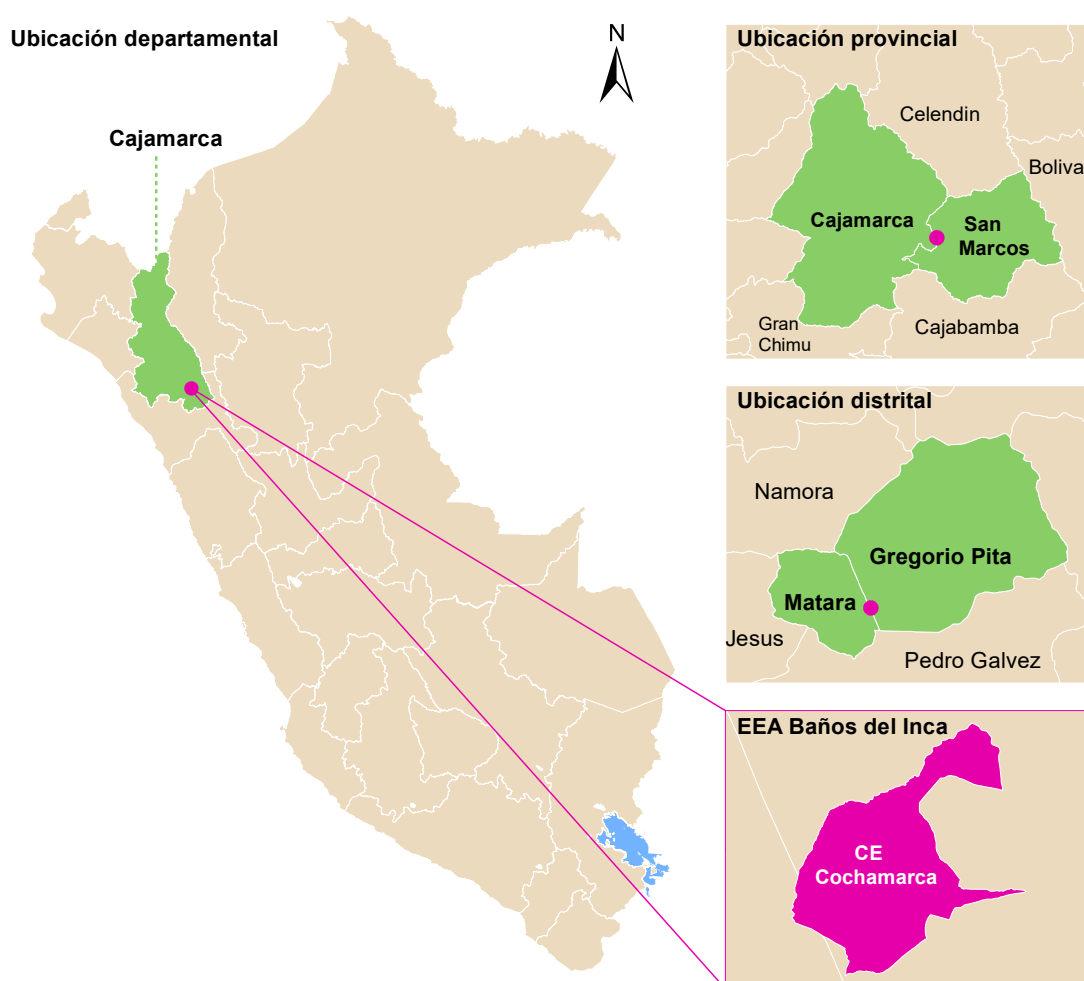 Ubicación departamental
N
Cajamarca
Ubicación provincial
Celendin
Boliva
Cajamarca
San
Marcos
Gran
Chimu
Cajabamba
Ubicación distrital
Namora
Gregorio Pita
Matara
Jesus
Pedro Galvez
EEA Baños del Inca
CE
Cochamarca